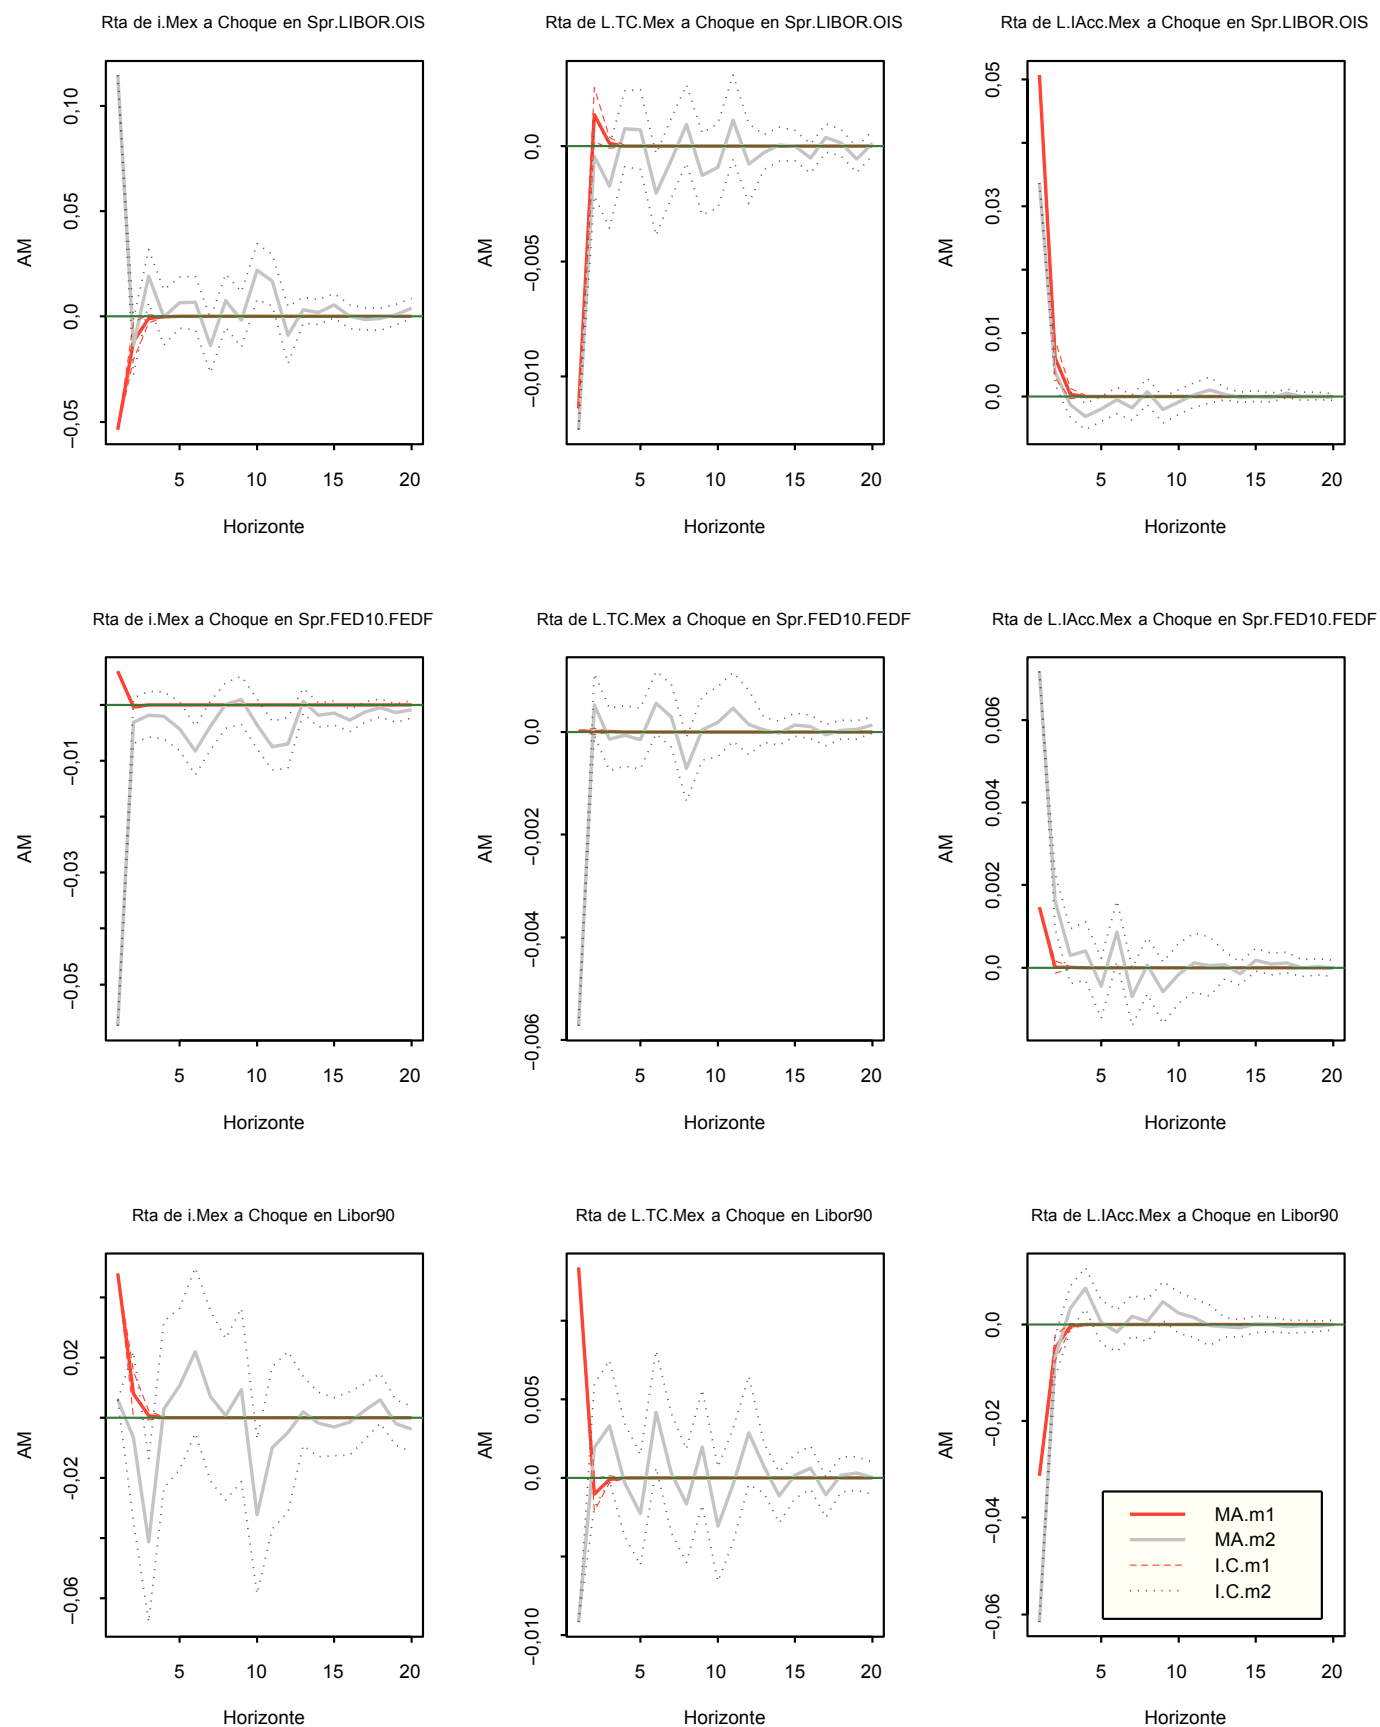 Rta de i.Mex a Choque en Spr.LIBOR.OIS
AM
0,10
0,05
0,0
−0,05
5 10 15 20
Horizonte
Rta de L.TC.Mex a Choque en Spr.LIBOR.OIS
AM
0,0
−0,005
−0,010
5 10 15 20
Horizonte
Rta de L.IAcc.Mex a Choque en Spr.LIBOR.OIS
AM
0,05
0,03
0,01
0,0
5 10 15 20
Horizonte
Rta de i.Mex a Choque en Spr.FED10.FEDF
AM
−0,01
−0,03
−0,05
5 10 15 20
Horizonte
Rta de L.TC.Mex a Choque en Spr.FED10.FEDF
AM
0,0
−0,002
−0,004
−0,006
5 10 15 20
Horizonte
Rta de L.IAcc.Mex a Choque en Spr.FED10.FEDF
AM
0,006
0,004
0,002
0,0
5 10 15 20
Horizonte
Rta de i.Mex a Choque en Libor90
AM
0,02
−0,02
−0,06
5 10 15 20
Horizonte
Rta de L.TC.Mex a Choque en Libor90
AM
0,005
0,0
−0,010
5 10 15 20
Horizonte
Rta de L.IAcc.Mex a Choque en Libor90
AM
0,0
−0,02
−0,04
−0,06
5 10 15 20
Horizonte
MA.m1
MA.m2
I.C.m1
I.C.m2